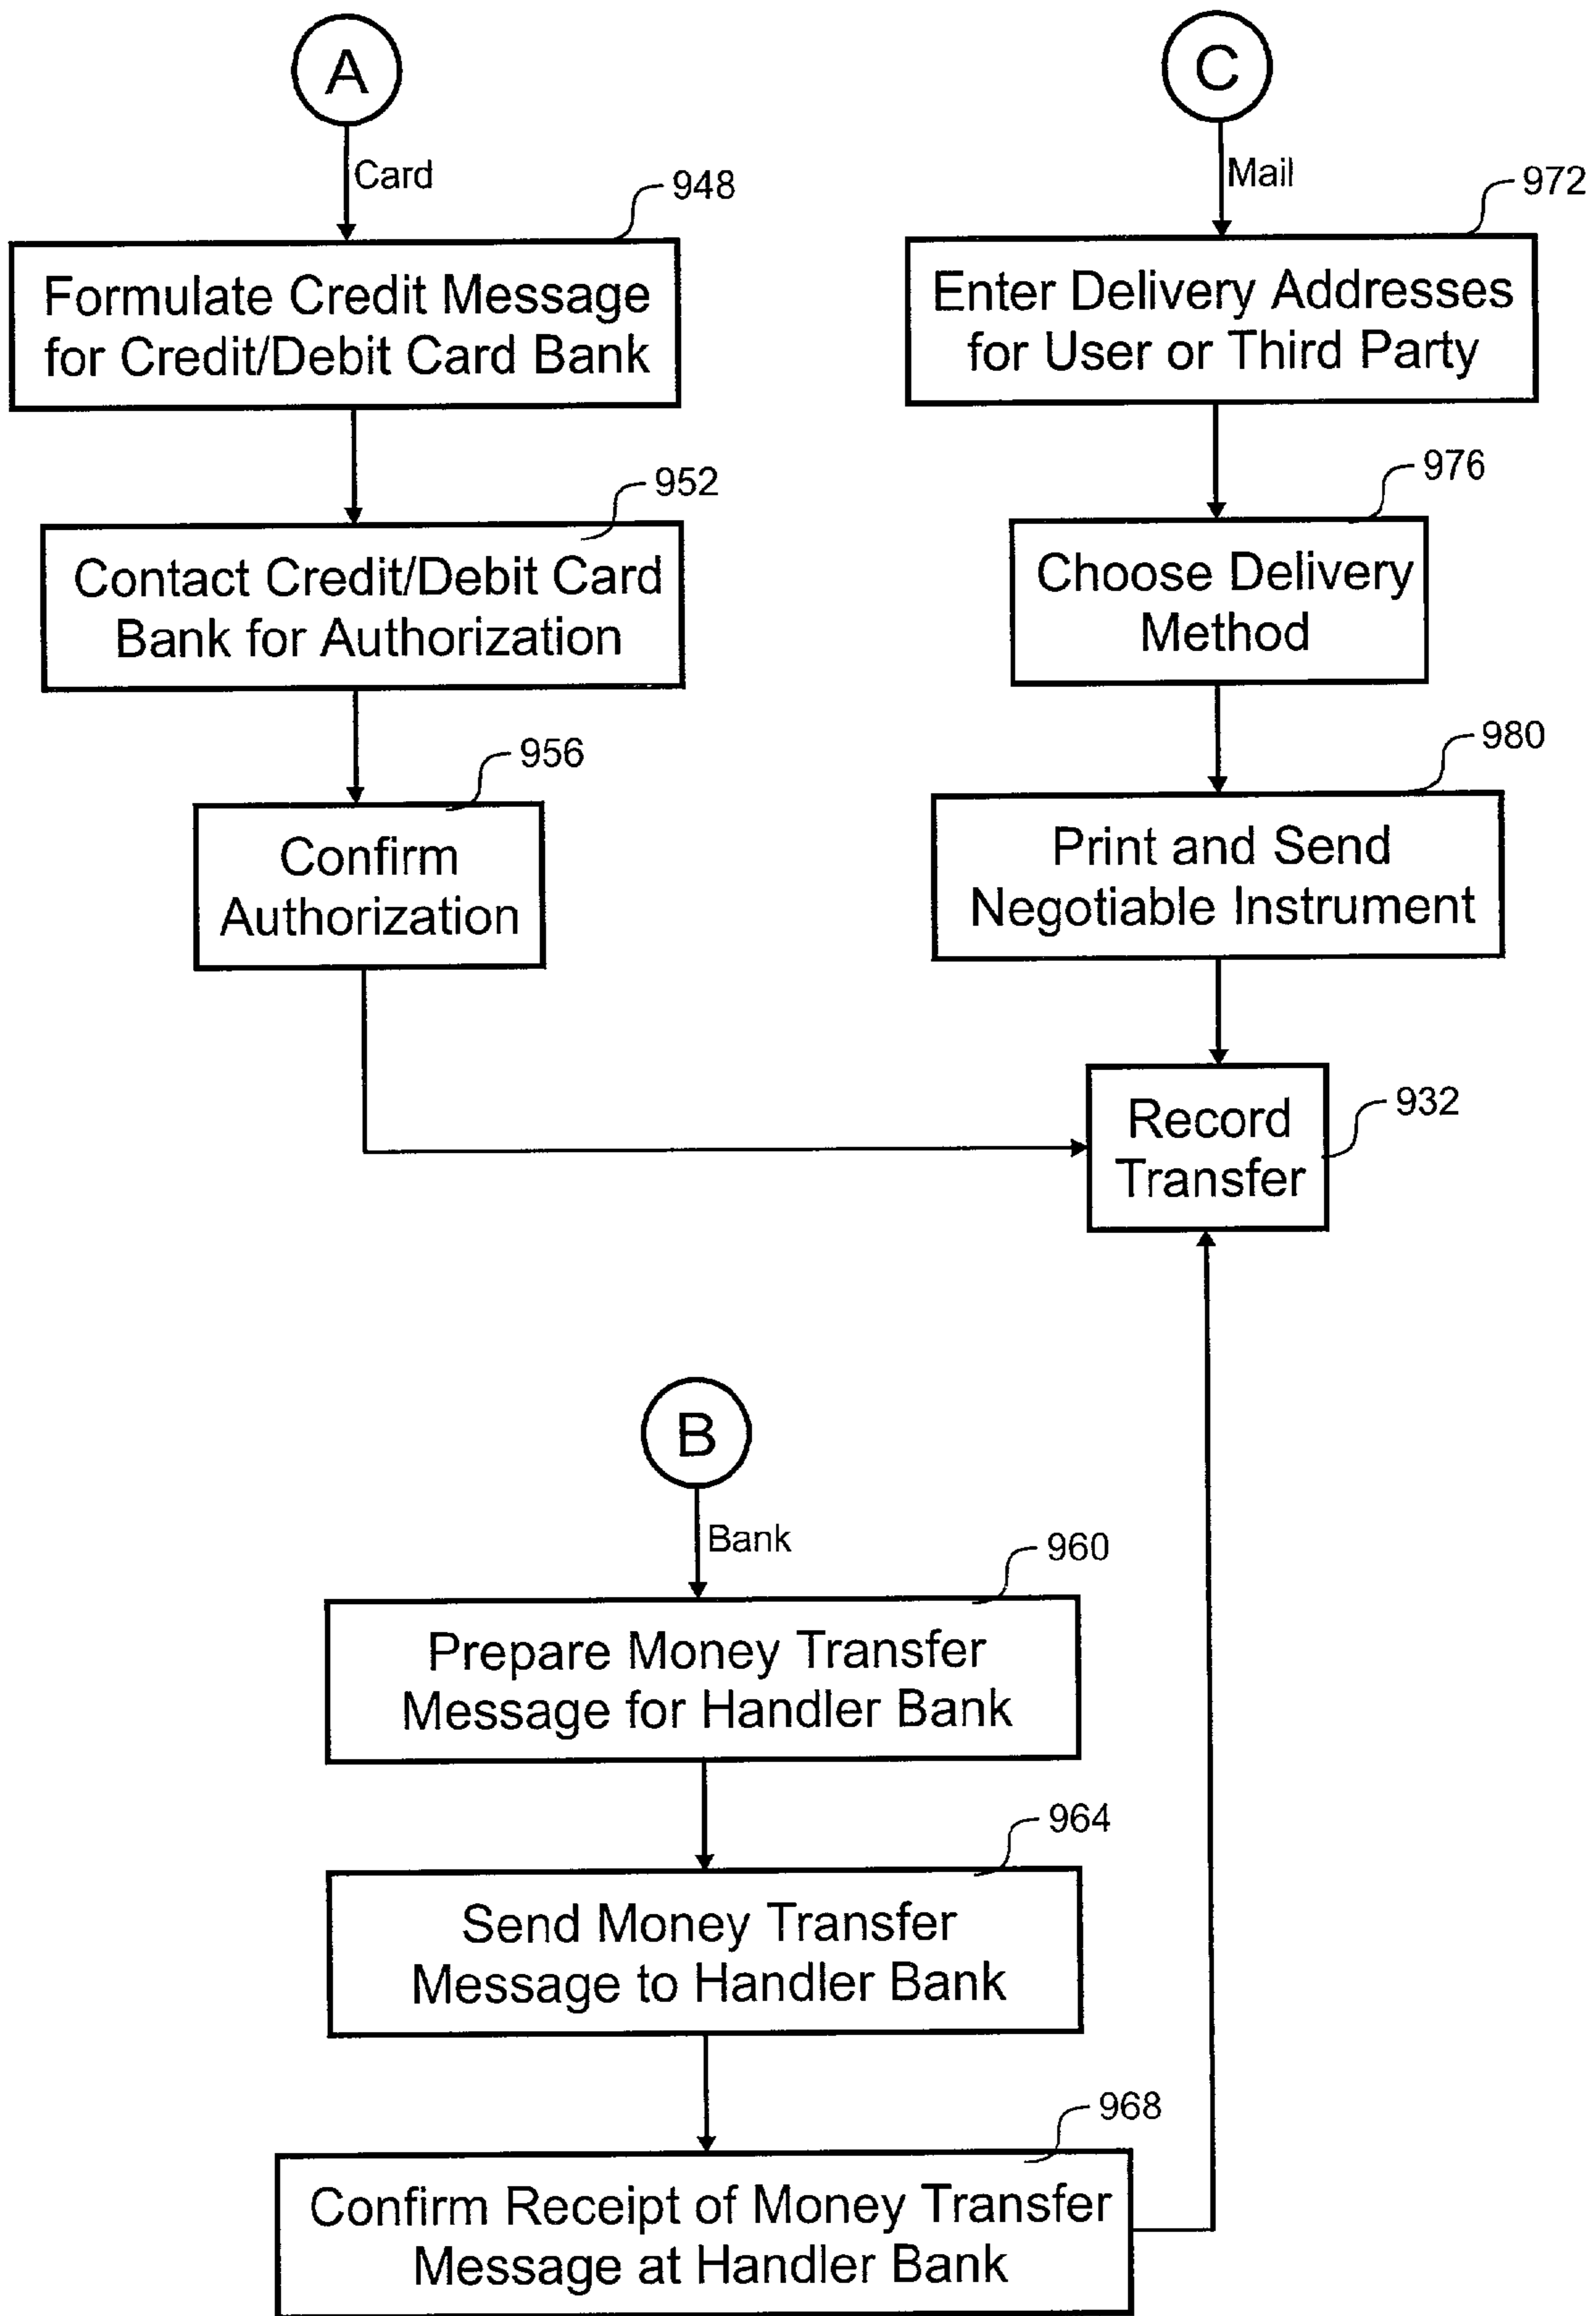 A
Card
948
Formulate Credit Message
for Credit/Debit Card Bank
952
Contact Credit/Debit Card
Bank for Authorization
956
Confirm
Authorization
C
Mail
972
Enter Delivery Addresses
for User or Third Party
976
Choose Delivery
Method
980
Print and Send
Negotiable Instrument
Record
Transfer
932
B
Bank
960
Prepare Money Transfer
Message for Handler Bank
964
Send Money Transfer
Message to Handler Bank
968
Confirm Receipt of Money Transfer
Message at Handler Bank